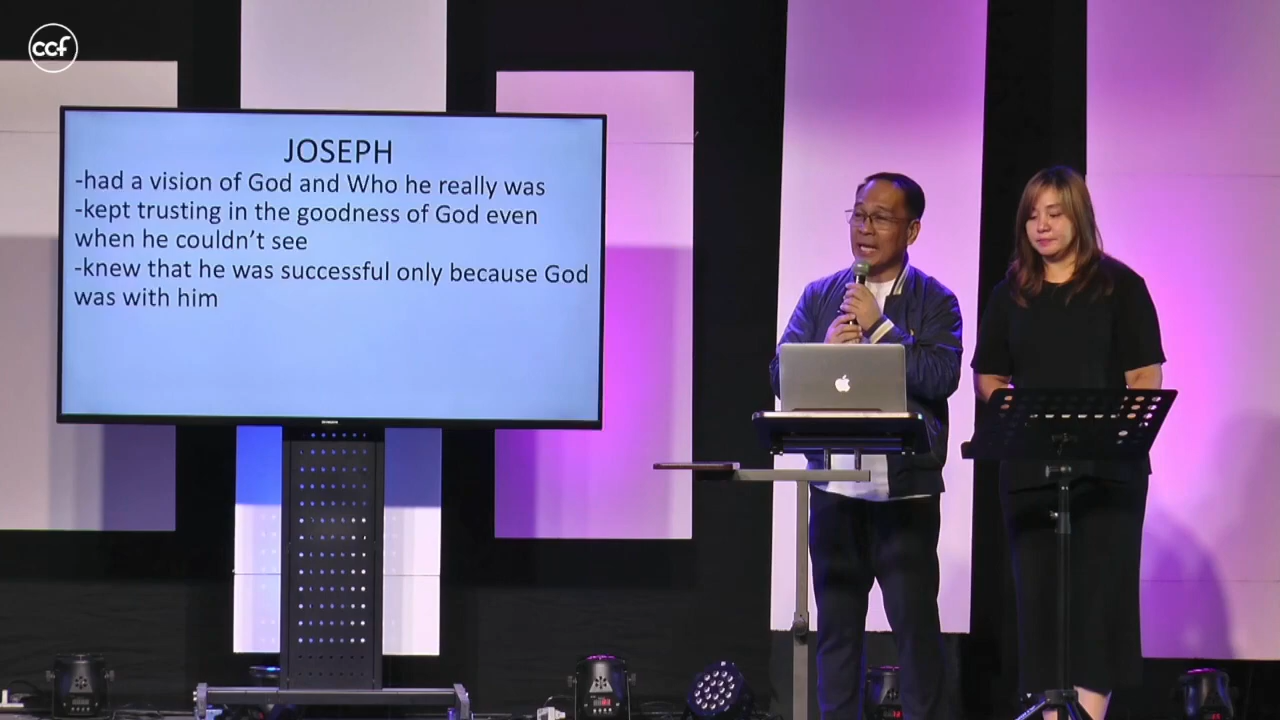 ccf
JOSEPH
-had a vision of God and Who he really was
-kept trusting in the goodness of God even
when he couldn't see
-knew that he was successful only because God
was with him